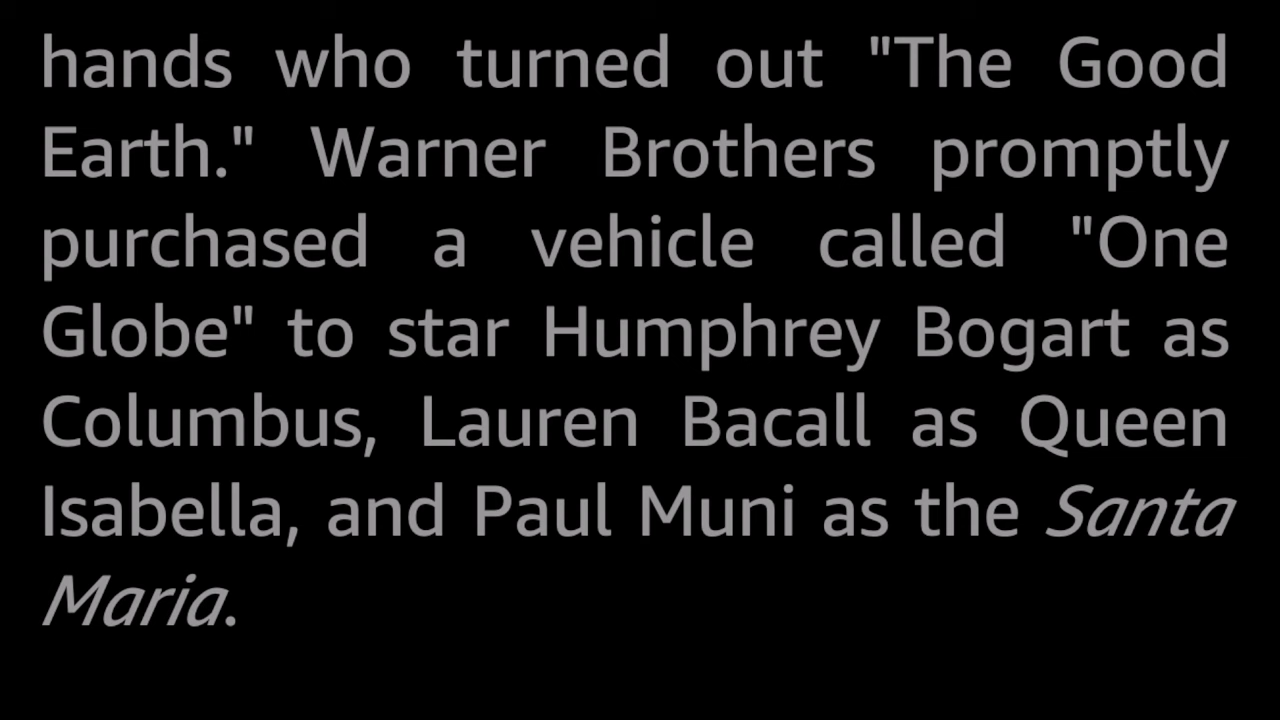 hands who turned out "The Good
Earth." Warner Brothers promptly
purchased a vehicle called "One
Globe" to star Humphrey Bogart as
Columbus, Lauren Bacall as Queen
Isabella, and Paul Muni as the Santa
Maria.